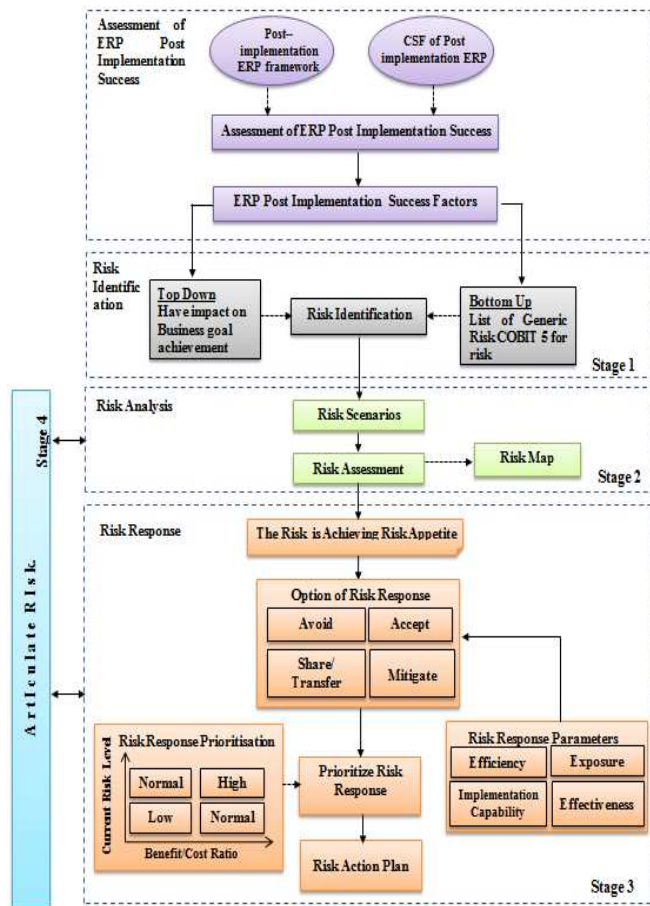 Assessment of
ERP Post
Implementation
Success
Post--
implementation
ERP framework
CSF of Post
implementation ERP
Assessment of ERP Post Implementation Success
ERP Post Implementation Success Factors
Risk
Identific
ation
Top Down
Have impact on
Business goal
achievement
Risk Identification
Bottom Up
List of Generic
Risk COBIT 5 for
risk
Stage 1
Stage 4
Articulate Risk.
Risk Analysis
Risk Scenarios
Risk Assessment
Risk Map
Stage 2
Risk Response
The Risk is Achieving Risk Appetite
Option of Risk Response
Avoid
Accept
Share/
Transfer
Mitigate
Risk Response Prioritisation
Current Risk Level
Normal
High
Low
Normal
Benefit/Cost Ratio
Prioritize Risk
Response
Risk Response Parameters
Efficiency
Exposure
Implementation
Capability
Effectiveness
Risk Action Plan
Stage 3